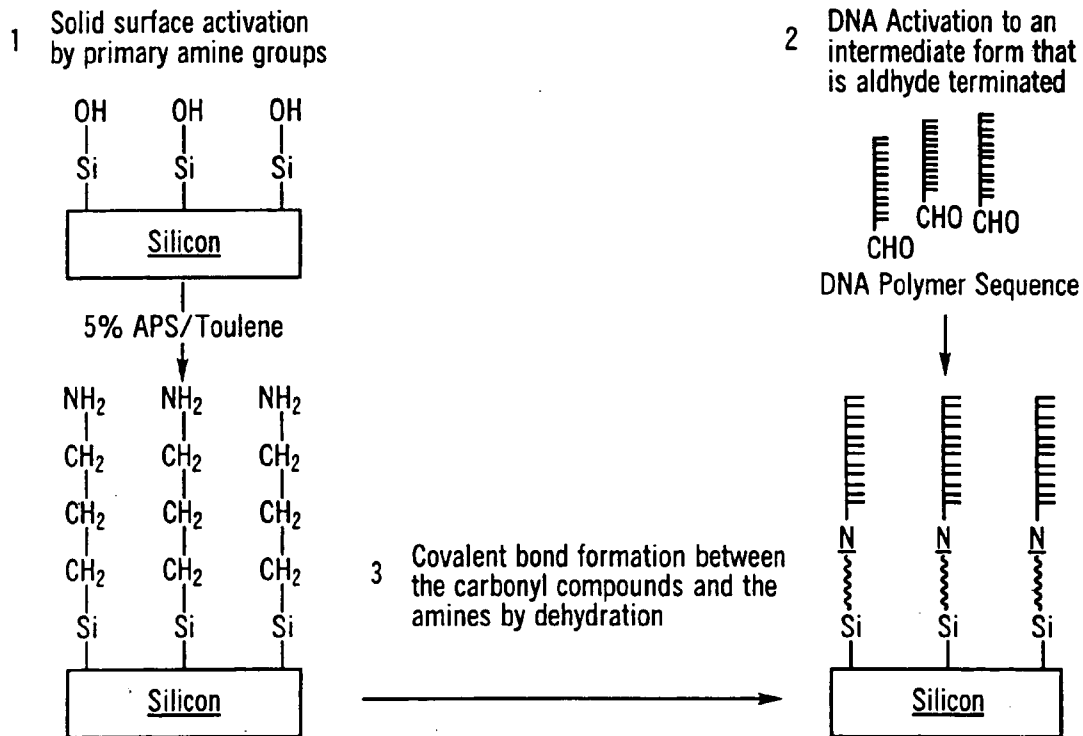 1 Solid surface activation
by primary amine groups
OH OH OH
Si Si Si
Silicon
5% APS/Toulene
NH2 NH2 NH2
CH2 CH2 CH2
CH2 CH2 CH2
CH2 CH2 CH2
Si Si Si
Silicon
2 DNA Activation to an
intermediate form that
is aldhyde terminated
CHO CHO CHO
DNA Polymer Sequence
3 Covalent bond formation between
the carbonyl compounds and the
amines by dehydration
N N N
Si Si Si
Silicon